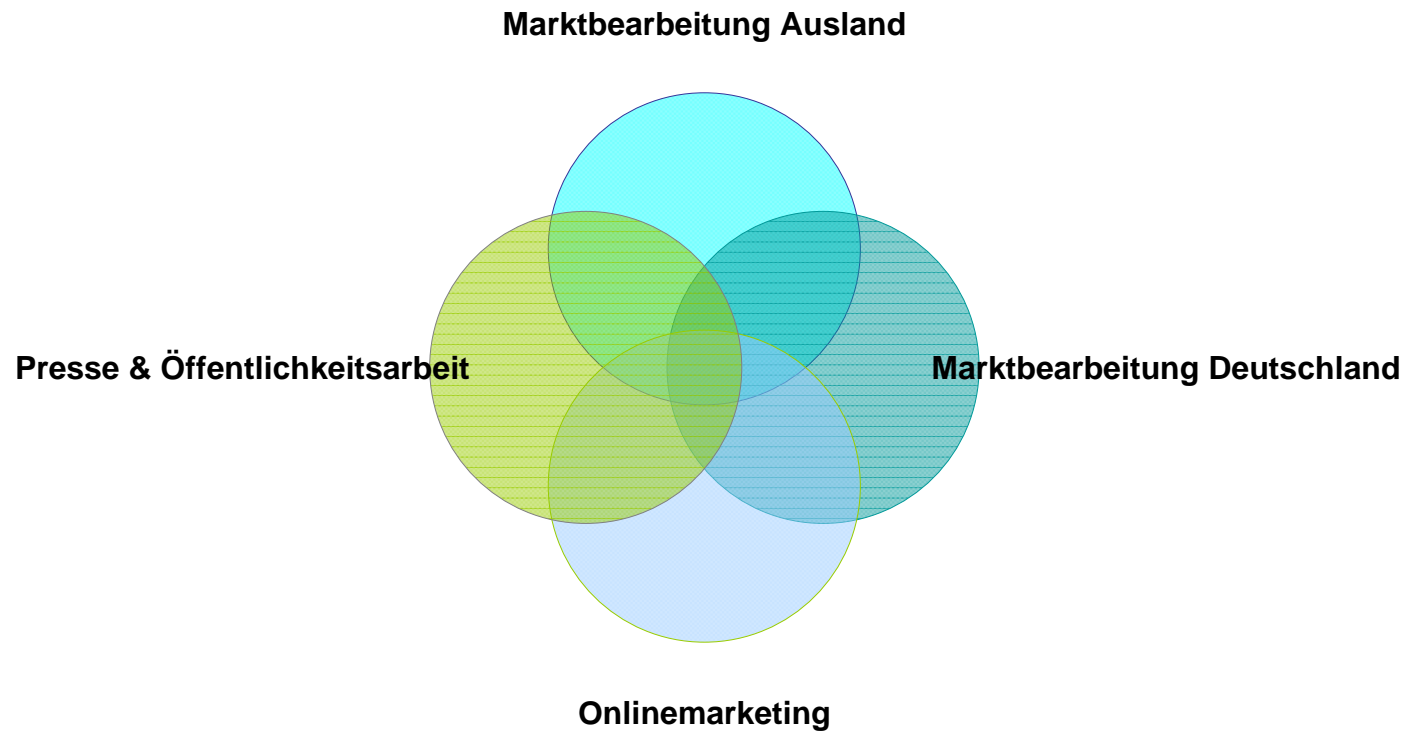 Marktbearbeitung Ausland
Presse & Öffentlichkeitsarbeit
Marktbearbeitung Deutschland
Onlinemarketing